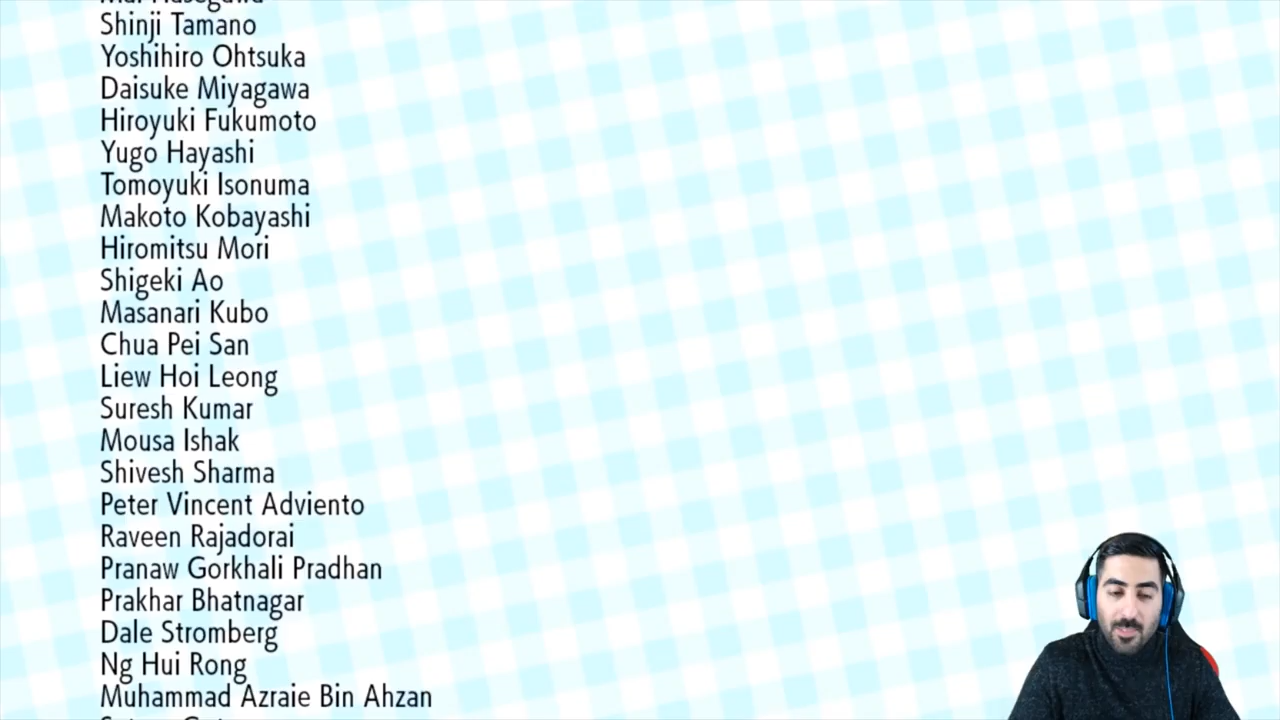 Shinji Tamano
Yoshihiro Ohtsuka
Daisuke Miyagawa
Hiroyuki Fukumoto
Yugo Hayashi
Tomoyuki Isonuma
Makoto Kobayashi
Hiromitsu Mori
Shigeki Ao
Masanari Kubo
Chua Pei San
Liew Hoi Leong
Suresh Kumar
Mousa Ishak
Shivesh Sharma
Peter Vincent Adviento
Raveen Rajadorai
Pranaw Gorkhali Pradhan
Prakhar Bhatnagar
Dale Stromberg
Ng Hui Rong
Muhammad Azraie Bin Ahzan